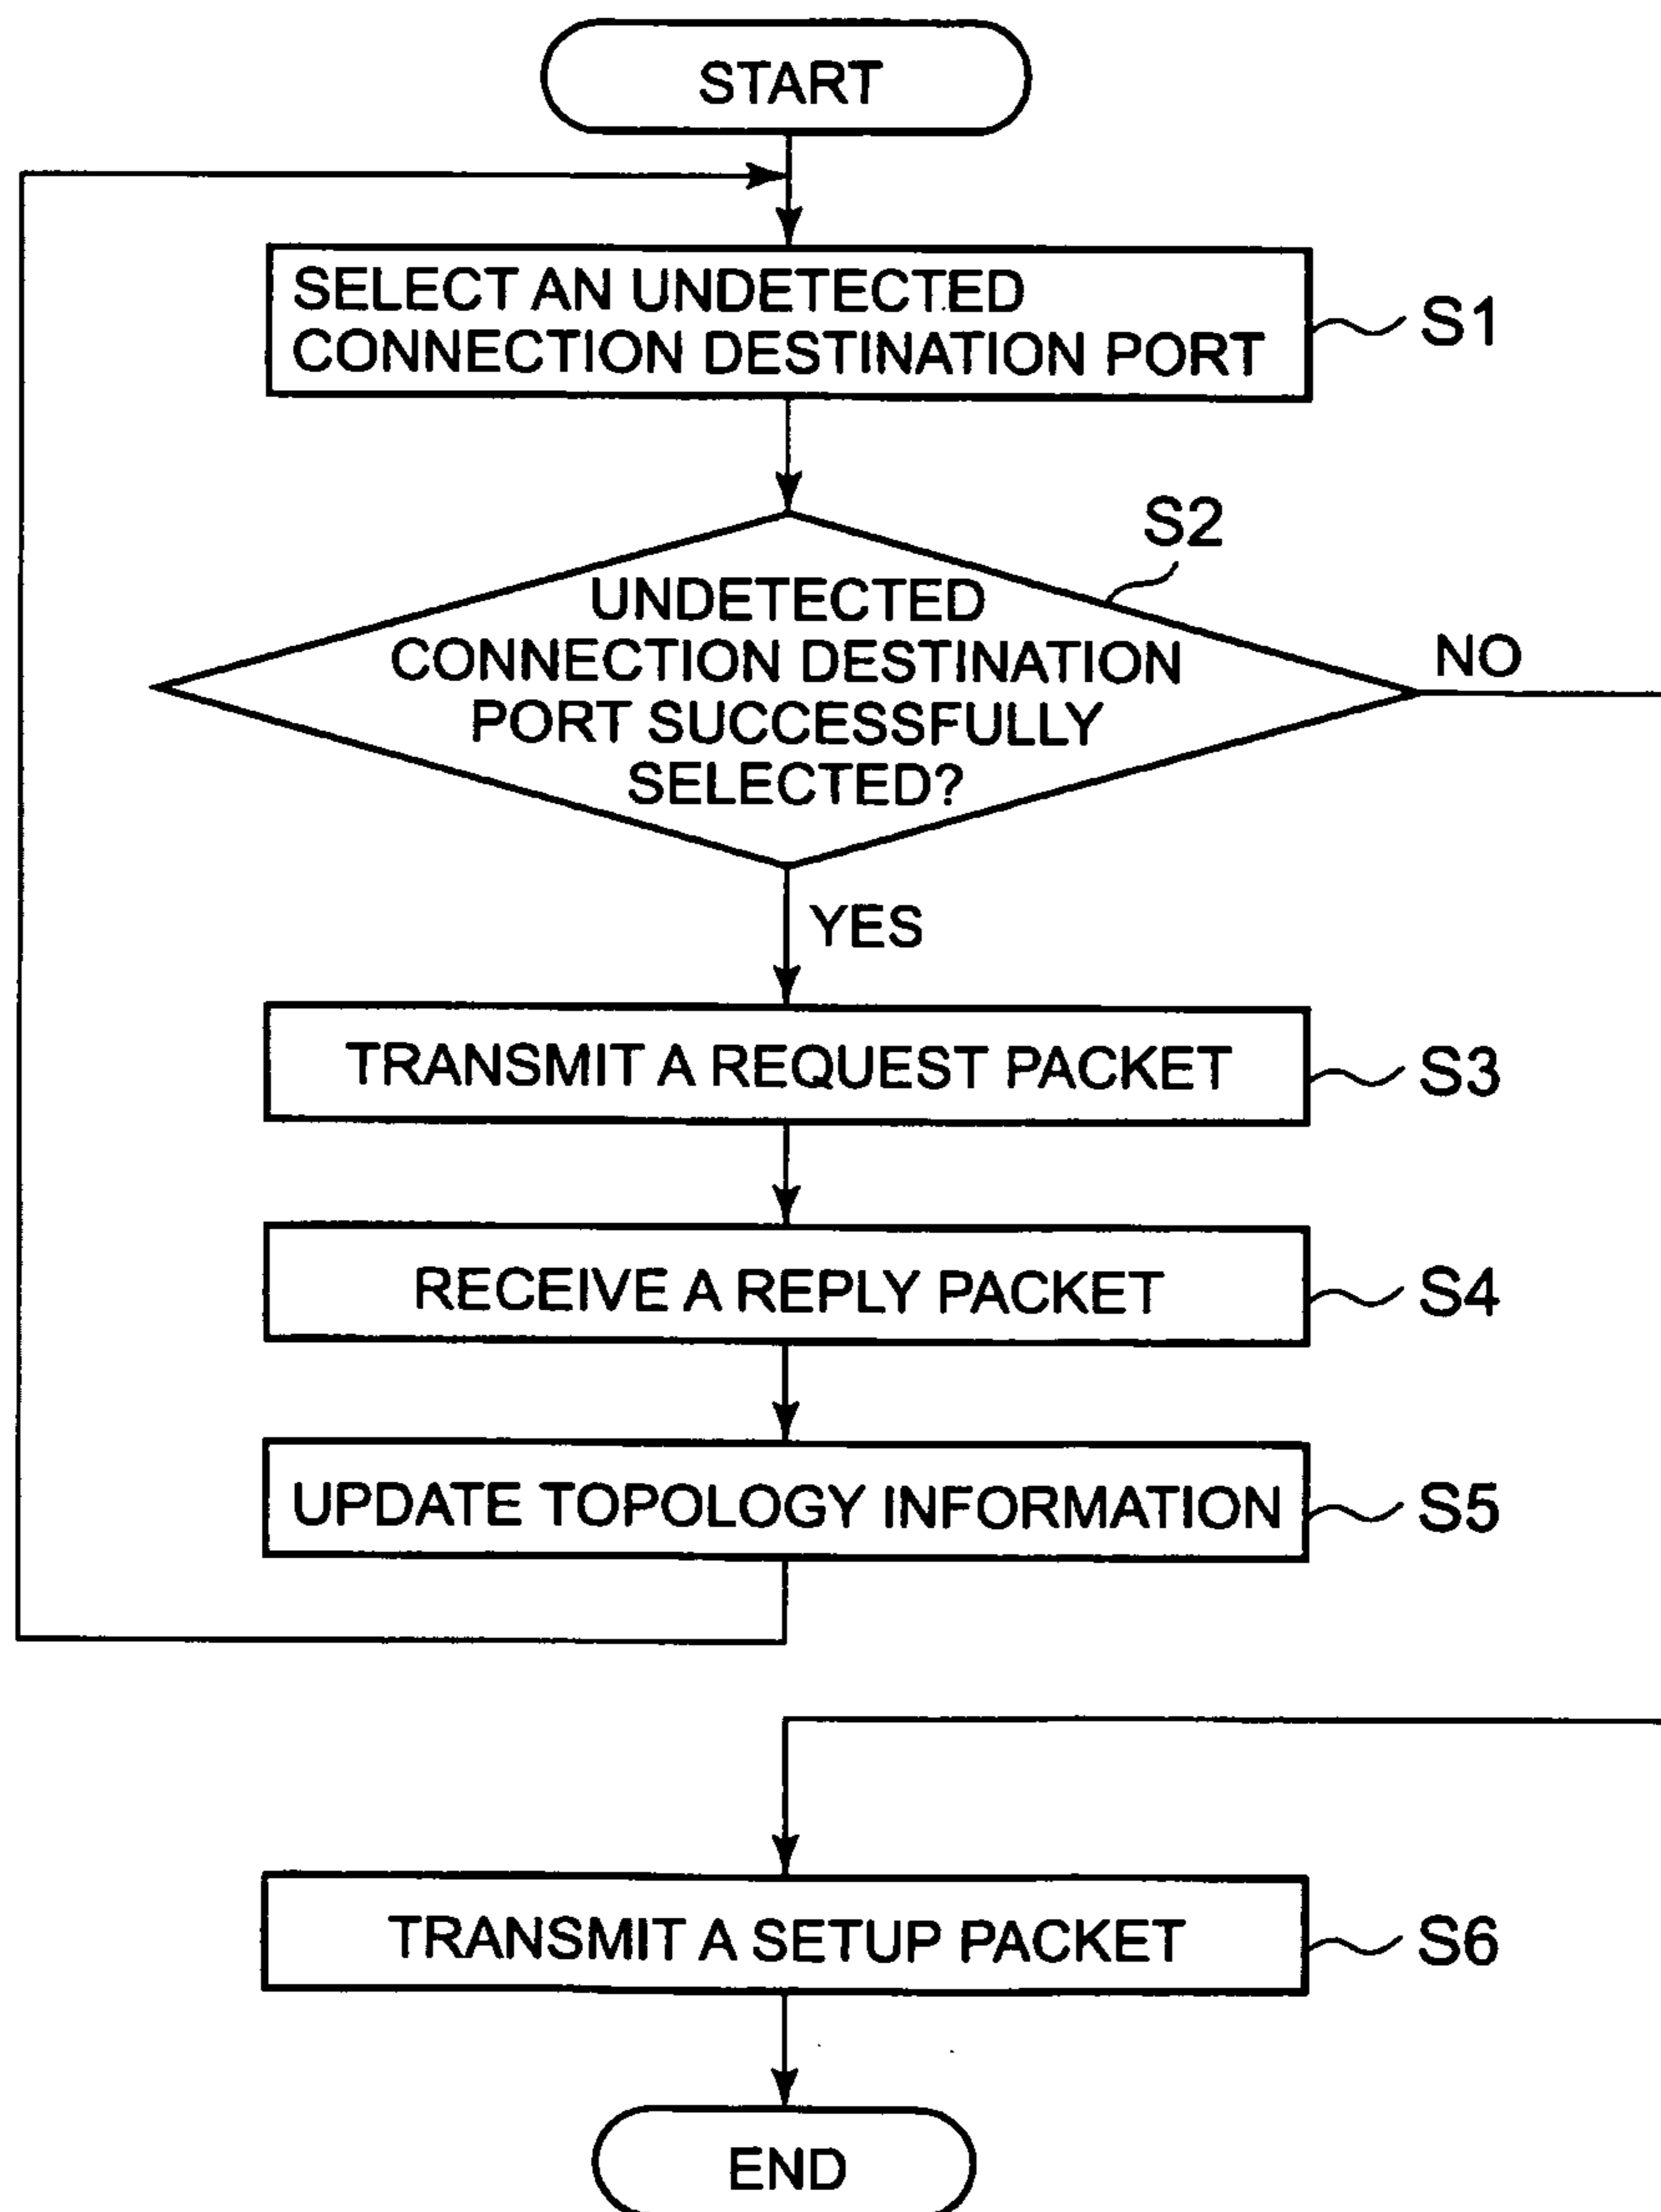 START
SELECT AN UNDETECTED
CONNECTION DESTINATION PORT
S1
S2
UNDETECTED
CONNECTION DESTINATION
PORT SUCCESSFULLY
SELECTED?
NO
YES
TRANSMIT A REQUEST PACKET
S3
RECEIVE A REPLY PACKET
S4
UPDATE TOPOLOGY INFORMATION
S5
TRANSMIT A SETUP PACKET
S6
END